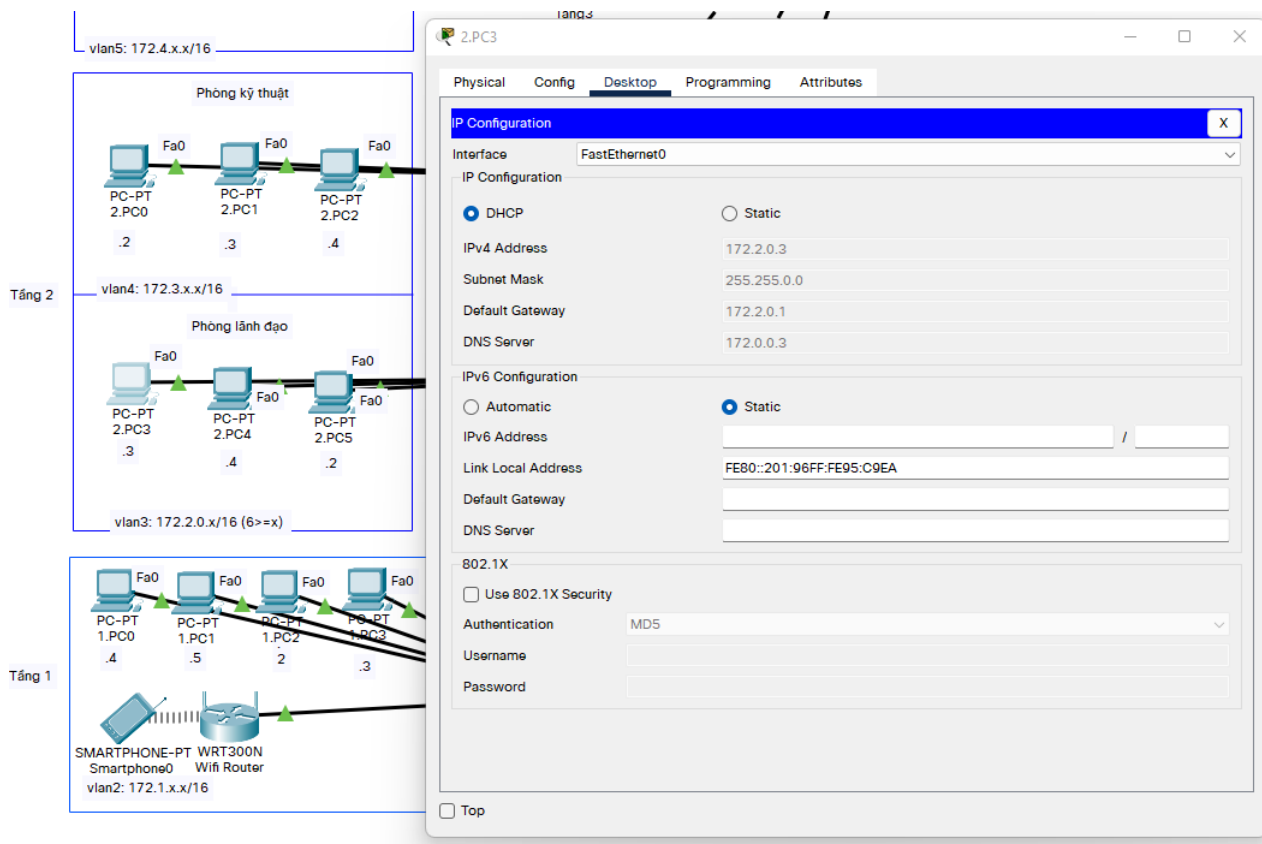 Tầng3
vlan5: 172.4.x.x/16
Phòng kỹ thuật
Fa0
Fa0
Fa0
PC-PT
2.PC0
PC-PT
2.PC1
PC-PT
2.PC2
.2
.3
.4
Tầng 2
vlan4: 172.3.x.x/16
Phòng lãnh đạo
Fa0
Fa0
Fa0
Fa0
PC-PT
2.PC3
PC-PT
2.PC4
PC-PT
2.PC5
.3
.4
.2
vlan3: 172.2.0.x/16 (6>=x)
Fa0
Fa0
Fa0
Fa0
PC-PT
1.PC0
PC-PT
1.PC1
PC-PT
1.PC2
PC-PT
1.PC3
.4
.5
2
.3
Tầng 1
SMARTPHONE-PT
Smartphone0
WRT300N
Wifi Router
vlan2: 172.1.x.x/16
2.PC3
Physical Config Desktop Programming Attributes
IP Configuration X
Interface FastEthernet0
IP Configuration
DHCP Static
IPv4 Address 172.2.0.3
Subnet Mask 255.255.0.0
Default Gateway 172.2.0.1
DNS Server 172.0.0.3
IPv6 Configuration
Automatic Static
IPv6 Address /
Link Local Address FE80::201:96FF:FE95:C9EA
Default Gateway
DNS Server
802.1X
Use 802.1X Security
Authentication MD5
Username
Password
Top